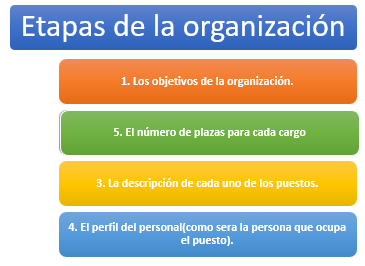 Etapas de la organización
1. Los objetivos de la organización.
5. El número de plazas para cada cargo
3. La descripción de cada uno de los puestos.
4. El perfil del personal(como sera la persona que ocupa
el puesto).